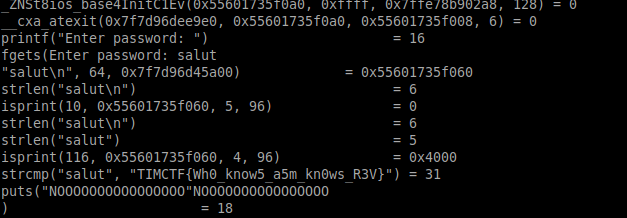 _ZNSt8ios_base4InitC1Ev(0x55601735f0a0, 0xffff, 0x7ffe78b902a8, 128) = 0
__cxa_atexit(0x7f7d96dee9e0, 0x55601735f0a0, 0x55601735f008, 6) = 0
printf("Enter password: ") = 16
fgets(Enter password: salut
"salut\n", 64, 0x7f7d96d45a00) = 0x55601735f060
strlen("salut\n") = 6
isprint(10, 0x55601735f060, 5, 96) = 0
strlen("salut\n") = 6
strlen("salut") = 5
isprint(116, 0x55601735f060, 4, 96) = 0x4000
strcmp("salut", "TIMCTF{Wh0_know5_a5m_kn0ws_R3V}") = 31
puts("NOOOOOOOOOOOOOOOO"NOOOOOOOOOOOOOOOO
) = 18